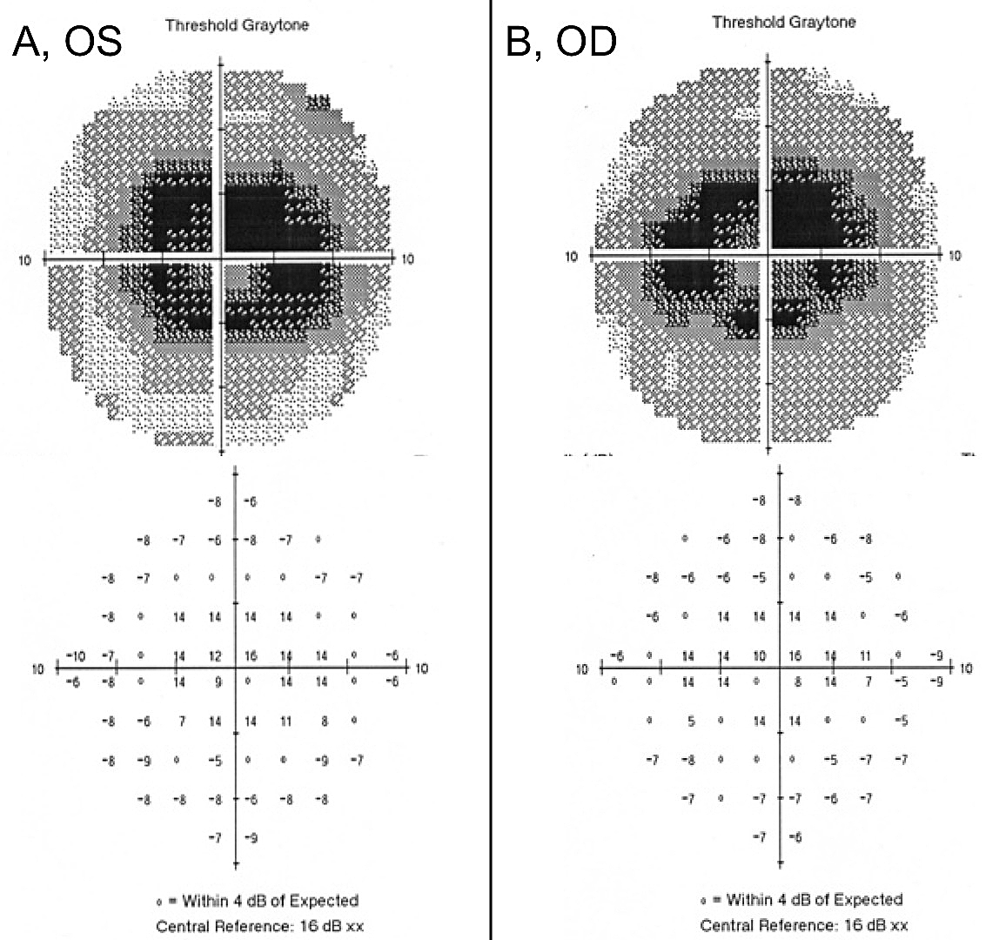 A, OS
Threshold Graytone
10 10
-8 -6
-8 -7 -6 -8 -7 o
-8 -7 o o o o -7 -7
-8 o 14 14 14 14 o o
-10 -7 o 14 12 16 14 14 o -6
10 10
-6 -8 o 14 9 o 14 14 o -6
-8 -6 7 14 14 11 8 o
-8 -9 o -5 o o -9 -7
-8 -8 -8 -6 -8 -8
-7 -9
o = Within 4 dB of Expected
Central Reference: 16 dB xx
B, OD
Threshold Graytone
10 10
-8 -8
o -6 -8 o -6 -8
-8 -6 -6 -5 o o -5 o
-6 o 14 14 14 14 o -6
-6 o 14 14 10 16 14 11 o -9
10 10
o o 14 14 o 8 14 7 -5 -9
o 5 o 14 14 o o -5
-7 -8 o o o -5 -7 -7
-7 o -7 -7 -6 -7
-7 -6
o = Within 4 dB of Expected
Central Reference: 16 dB xx